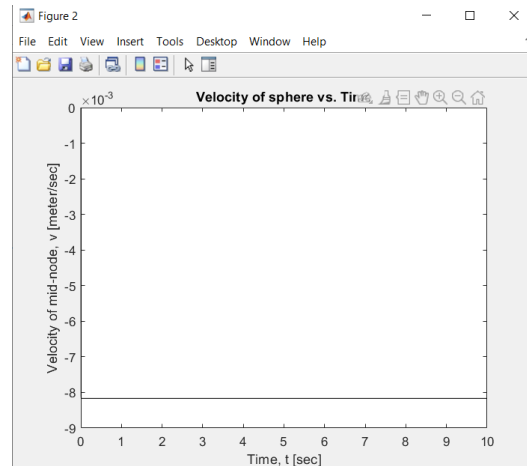 Figure 2
File Edit View Insert Tools Desktop Window Help
×10-3
Velocity of sphere vs. Tim
0
-1
-2
-3
-4
-5
-6
-7
-8
-9
Velocity of mid-node, v [meter/sec]
0 1 2 3 4 5 6 7 8 9 10
Time, t [sec]